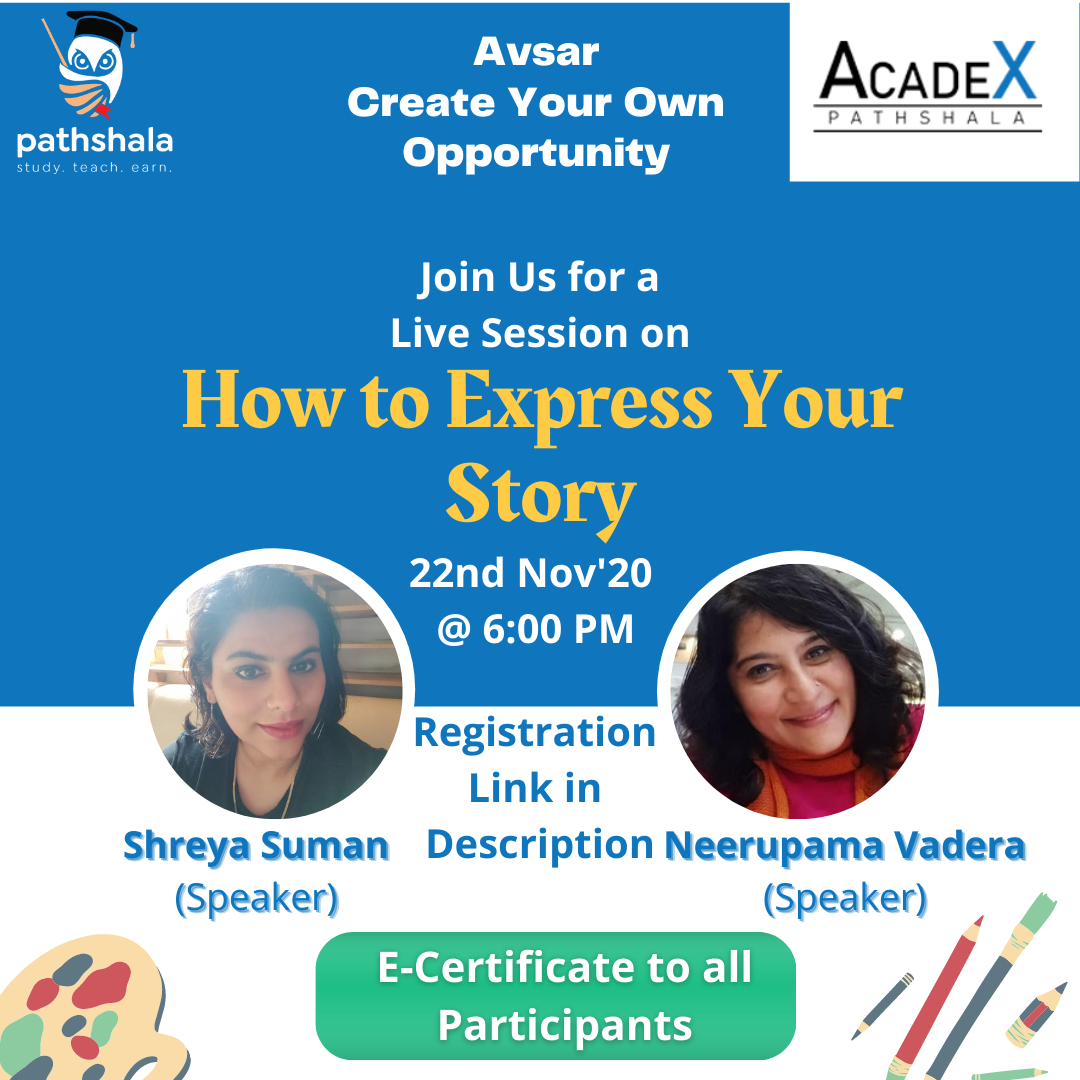 pathshala
study. teach. earn.
Avsar
Create Your Own
Opportunity
ACADEX
PATHSHALA
Join Us for a
Live Session on
How to Express Your
Story
22nd Nov'20
@ 6:00 PM
Registration
Link in
Description
Shreya Suman
(Speaker)
Neerupama Vadera
(Speaker)
E-Certificate to all
Participants